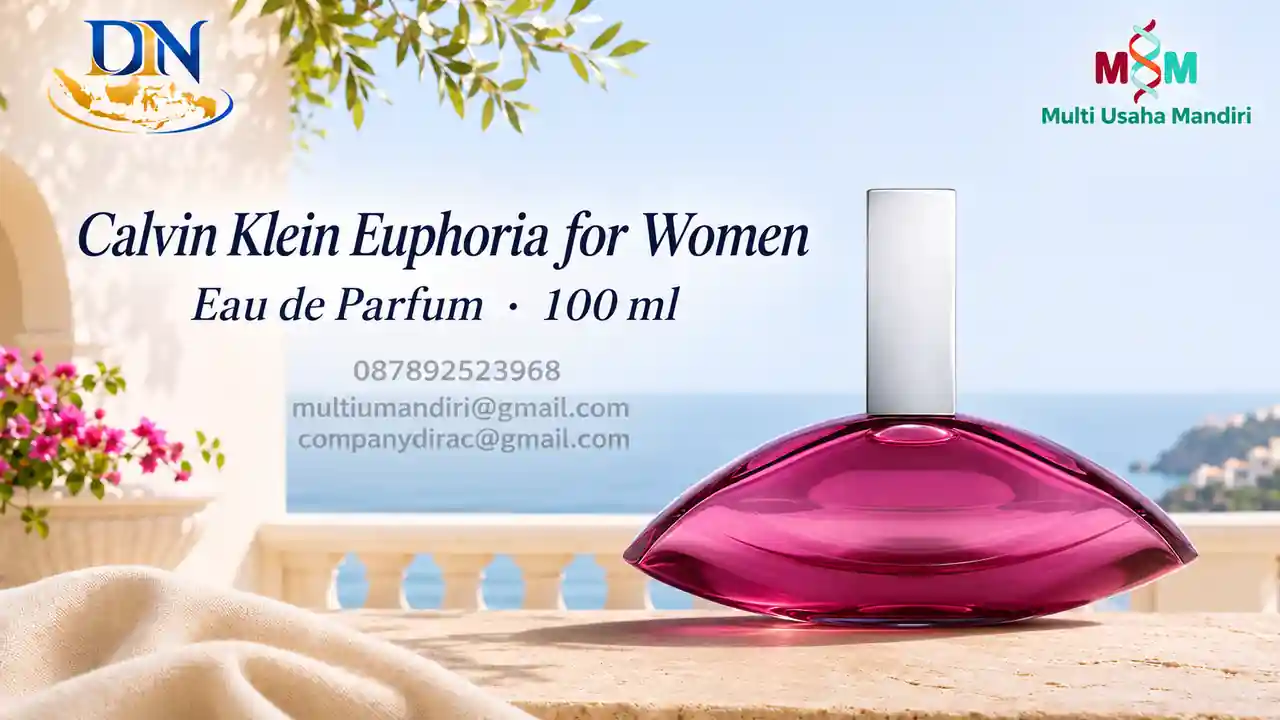 DN
MSM
Multi Usaha Mandiri
Calvin Klein Euphoria for Women
Eau de Parfum · 100 ml
087892523968
multiumandiri@gmail.com
companydirac@gmail.com